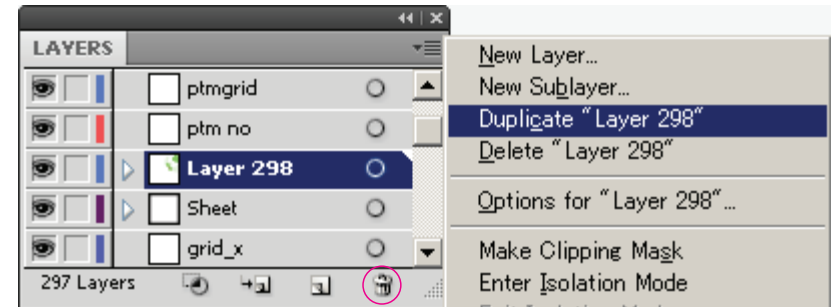 LAYERS
ptmgrid
ptm no
Layer 298
Sheet
grid_x
297 Layers
New Layer...
New Sublayer...
Duplicate "Layer 298"
Delete "Layer 298"
Options for "Layer 298"...
Make Clipping Mask
Enter Isolation Mode